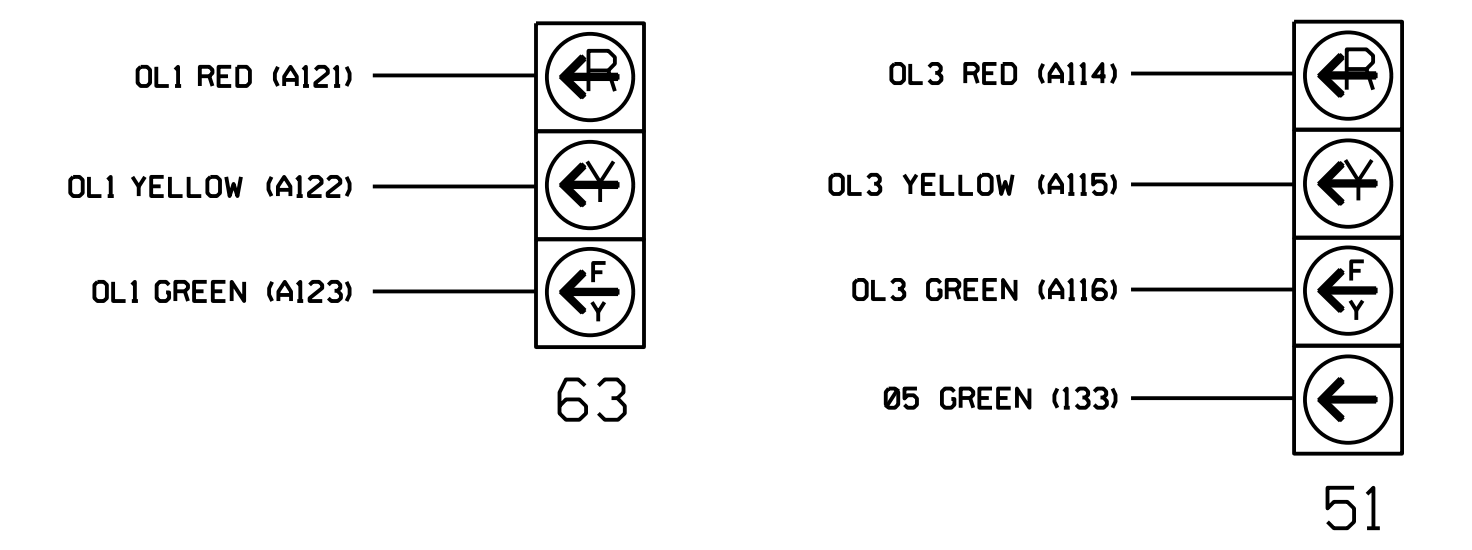 OL1 RED (A121)
R
OL1 YELLOW (A122)
Y
OL1 GREEN (A123)
F
Y
63
OL3 RED (A114)
R
OL3 YELLOW (A115)
Y
OL3 GREEN (A116)
F
Y
Ø5 GREEN (133)
51